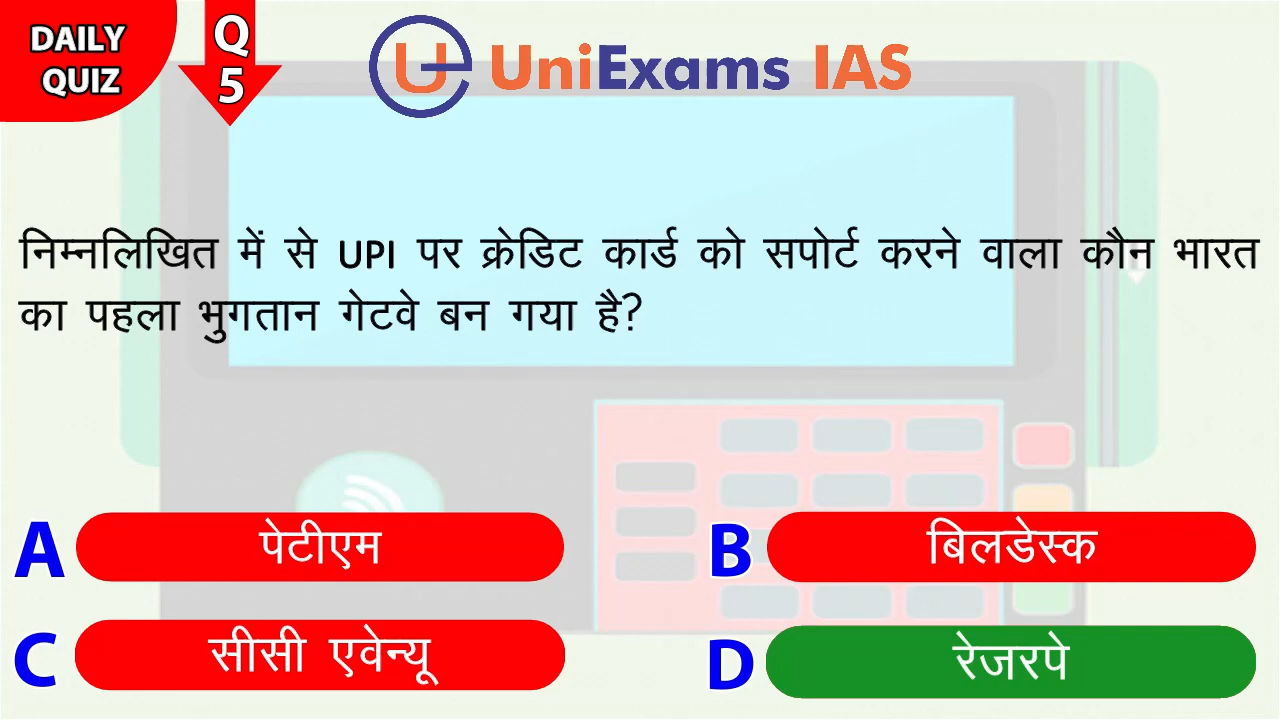 DAILY
QUIZ
Q
5
UniExams IAS
निम्नलिखित में से UPI पर क्रेडिट कार्ड को सपोर्ट करने वाला कौन भारत
का पहला भुगतान गेटवे बन गया है?
A पेटीएम
B बिलडेस्क
C सीसी एवेन्यू
D रेजरपे